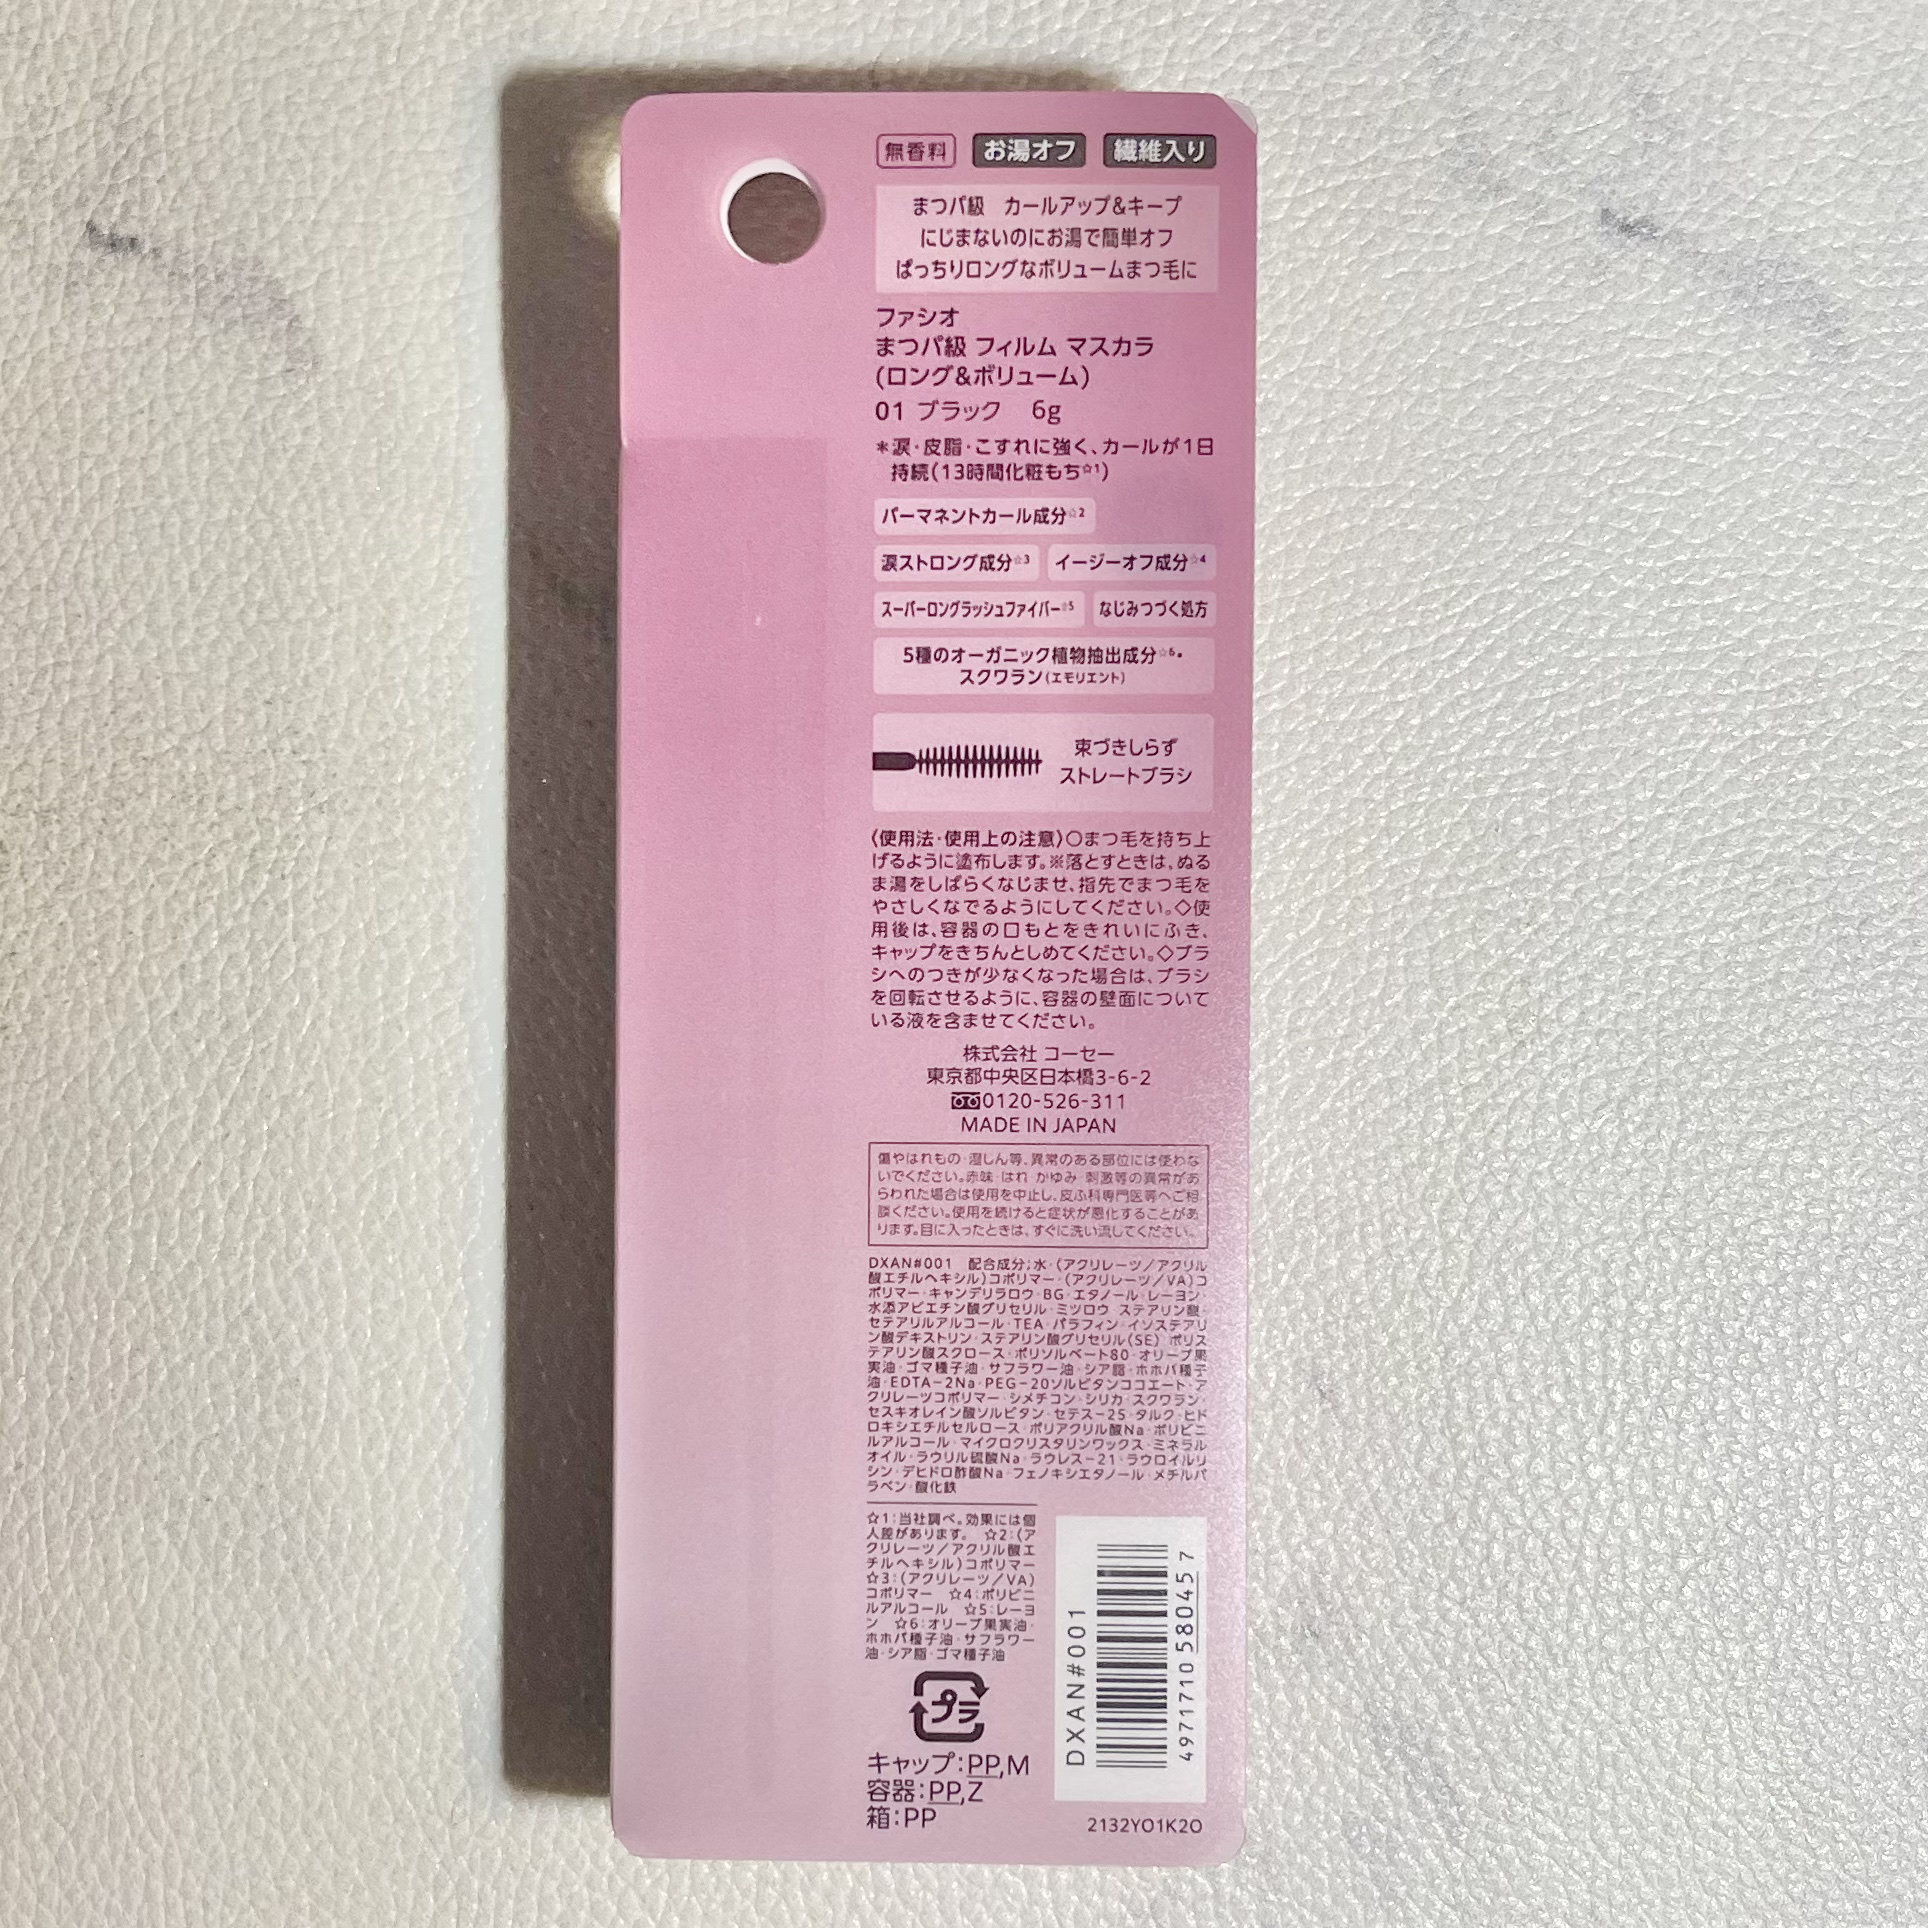 無香料 お湯オフ 繊維入り
まつパ級 カールアップ&キープ
にじまないのにお湯で簡単オフ
ぱっちりロングなボリュームまつ毛に
ファシオ
まつパ級 フィルム マスカラ
(ロング&ボリューム)
01 ブラック 6g
*涙・皮脂・こすれに強く、カールが1日
持続(13時間化粧もち☆1)
パーマネントカール成分☆2
涙ストロング成分☆3 イージーオフ成分☆4
スーパーロングラッシュファイバー☆5 なじみつづく処方
5種のオーガニック植物抽出成分☆6・
スクワラン(エモリエント)
束づきしらず
ストレートブラシ
〈使用法・使用上の注意〉○まつ毛を持ち上
げるように塗布します。※落とすときは、ぬる
ま湯をしばらくなじませ、指先でまつ毛を
やさしくなでるようにしてください。◇使
用後は、容器の口もとをきれいにふき、
キャップをきちんとしめてください。◇ブラ
シへのつきが少なくなった場合は、ブラシ
を回転させるように、容器の壁面について
いる液を含ませてください。
株式会社 コーセー
東京都中央区日本橋3-6-2
0120-526-311
MADE IN JAPAN
傷やはれもの・湿しん等、異常のある部位には使わな
いでください。赤味・はれ・かゆみ・刺激等の異常があ
らわれた場合は使用を中止し、皮ふ科専門医等へご相
談ください。使用を続けると症状が悪化することがあ
ります。目に入ったときは、すぐに洗い流してください。
DXAN#001 配合成分:水・(アクリレーツ/アクリル
酸エチルヘキシル)コポリマー・(アクリレーツ/VA)コ
ポリマー・キャンデリラロウ・BG・エタノール・レーヨン・
水添アビエチン酸グリセリル・ミツロウ・ステアリン酸・
セテアリルアルコール・TEA・パラフィン・イソステアリ
ン酸デキストリン・ステアリン酸グリセリル(SE)・ポリス
テアリン酸スクロース・ポリソルベート80・オリーブ果
実油・ゴマ種子油・サフラワー油・シア脂・ホホバ種子
油・EDTA-2Na・PEG-20ソルビタンココエート・ア
クリレーツコポリマー・シメチコン・シリカ・スクワラン・
セスキオレイン酸ソルビタン・セテス-25・タルク・ヒド
ロキシエチルセルロース・ポリアクリル酸Na・ポリビニ
ルアルコール・マイクロクリスタリンワックス・ミネラル
オイル・ラウリル硫酸Na・ラウレス-21・ラウロイルリ
シン・デヒドロ酢酸Na・フェノキシエタノール・メチルパ
ラベン・酸化鉄
☆1:当社調べ。効果には個
人差があります。 ☆2:(ア
クリレーツ/アクリル酸エ
チルヘキシル)コポリマー
☆3:(アクリレーツ/VA)
コポリマー ☆4:ポリビニ
ルアルコール ☆5:レーヨ
ン ☆6:オリーブ果実油・
ホホバ種子油・サフラワー
油・シア脂・ゴマ種子油
プラ
キャップ:PP,M
容器:PP,Z
箱:PP
DXAN#001
4971710 580457
2132YO1K2O